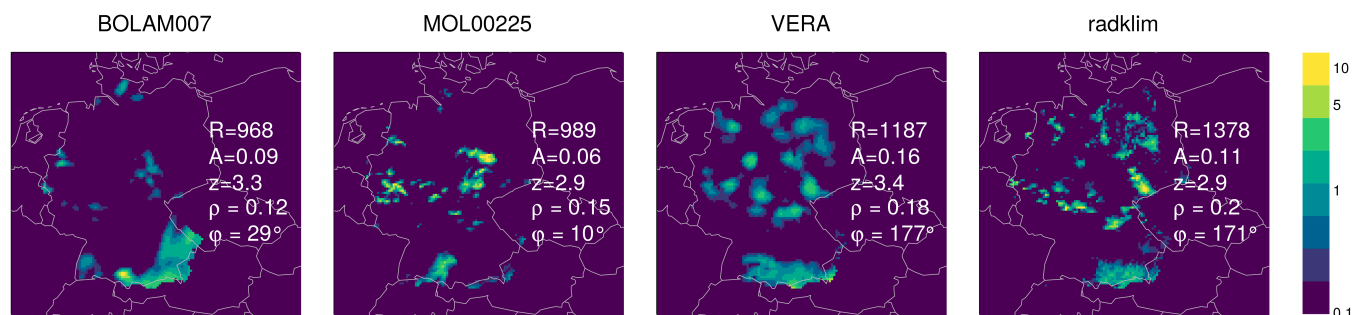 BOLAM007
R=968
A=0.09
z=3.3
ρ = 0.12
φ = 29°
MOL00225
R=989
A=0.06
z=2.9
ρ = 0.15
φ = 10°
VERA
R=1187
A=0.16
z=3.4
ρ = 0.18
φ = 177°
radklim
R=1378
A=0.11
z=2.9
ρ = 0.2
φ = 171°
10
5
1
0.1